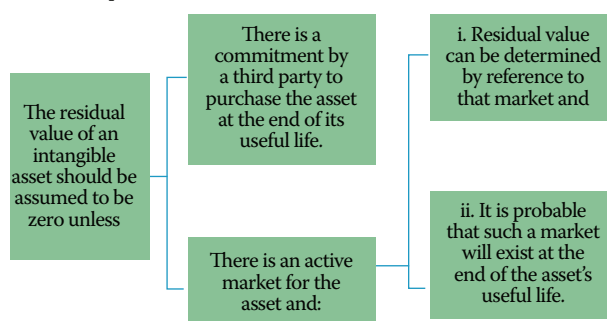 The residual
value of an
intangible
asset should be
assumed to be
zero unless
There is a
commitment by
a third party to
purchase the asset
at the end of its
useful life.
There is an active
market for the
asset and:
i. Residual value
can be determined
by reference to
that market and
ii. It is probable
that such a market
will exist at the
end of the asset’s
useful life.